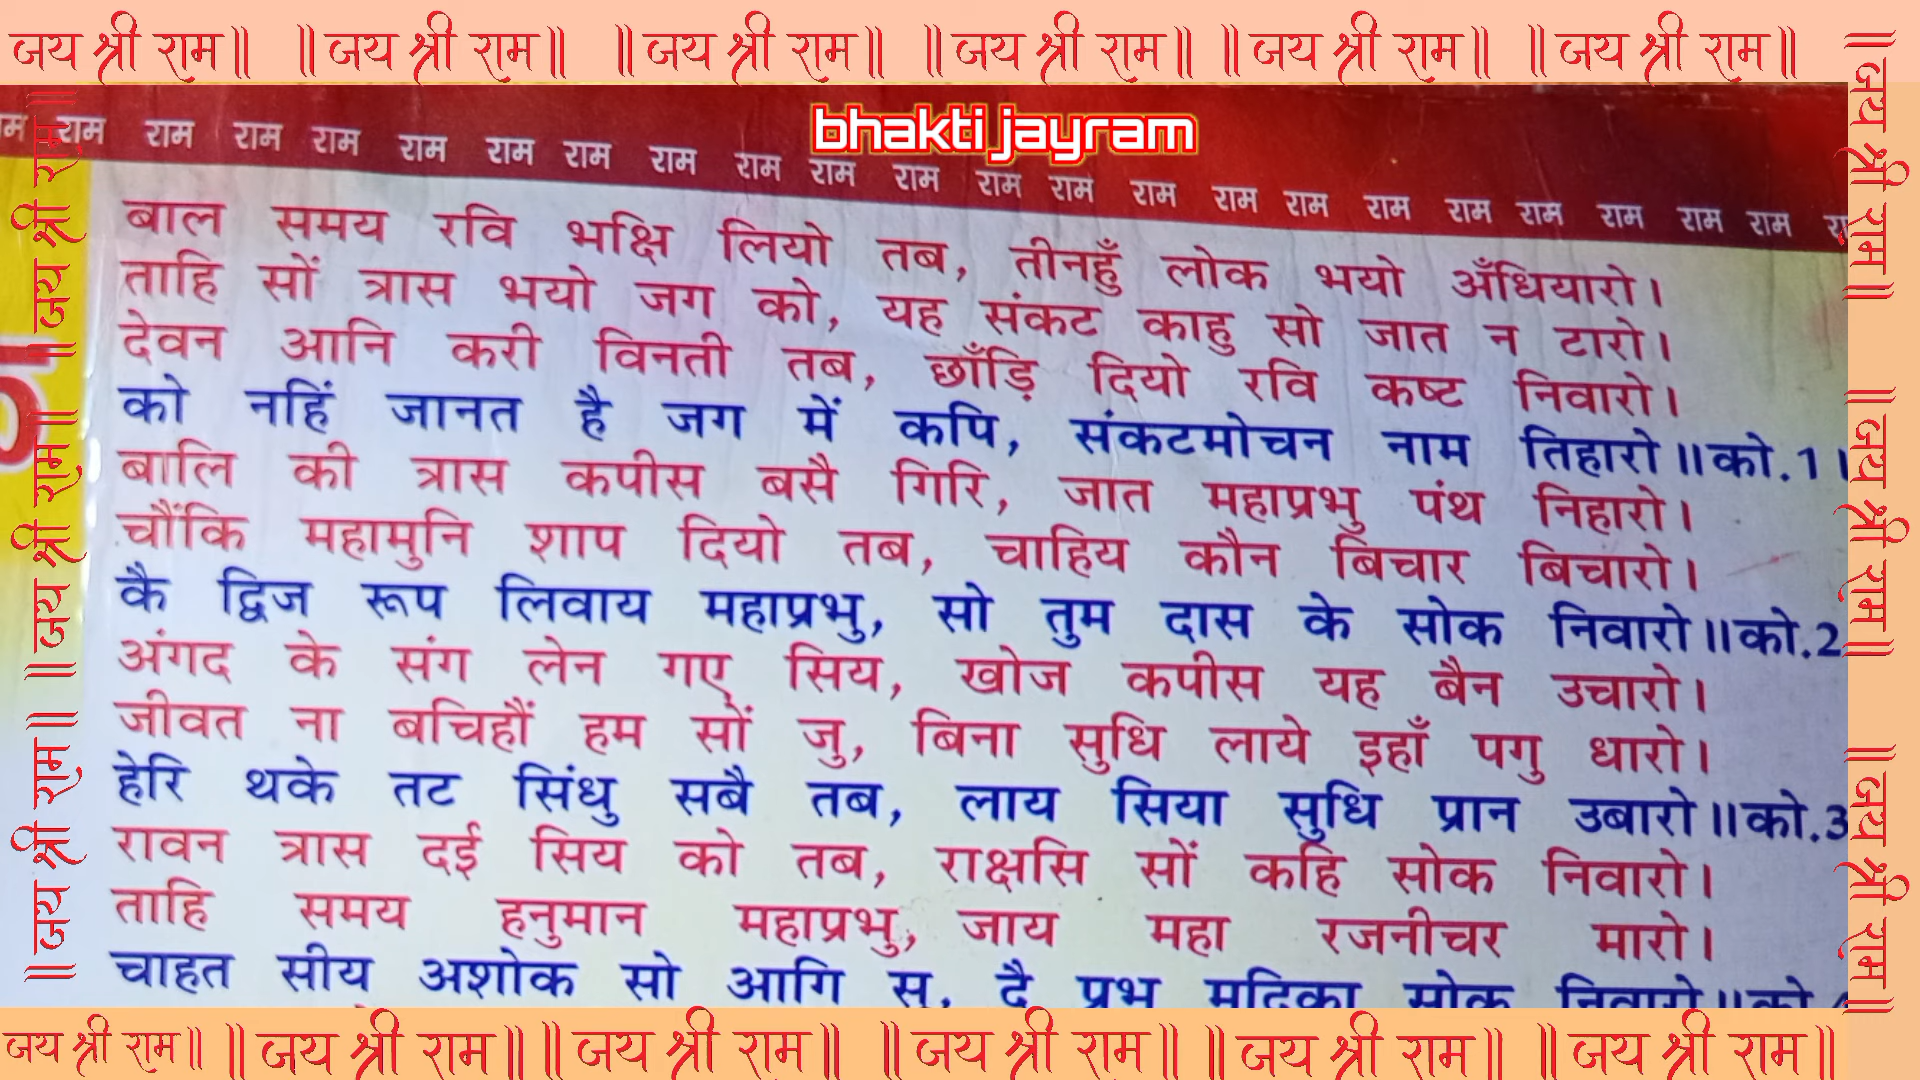 जय श्री राम॥ ॥जय श्री राम॥ ॥जय श्री राम॥ ॥जय श्री राम॥ ॥जय श्री राम॥ ॥जय श्री राम॥
bhakti jayram
राम राम राम राम राम राम राम राम राम राम राम राम राम राम राम राम राम राम राम राम राम राम
बाल समय रवि भक्षि लियो तब, तीनहुँ लोक भयो अँधियारो।
ताहि सों त्रास भयो जग को, यह संकट काहु सो जात न टारो।
देवन आनि करी विनती तब, छाँड़ि दियो रवि कष्ट निवारो।
को नहिं जानत है जग में कपि, संकटमोचन नाम तिहारो॥को.1।
बालि की त्रास कपीस बसै गिरि, जात महाप्रभु पंथ निहारो।
चौंकि महामुनि शाप दियो तब, चाहिय कौन बिचार बिचारो।
कै द्विज रूप लिवाय महाप्रभु, सो तुम दास के सोक निवारो॥को.2
अंगद के संग लेन गए सिय, खोज कपीस यह बैन उचारो।
जीवत ना बचिहौं हम सों जु, बिना सुधि लाये इहाँ पगु धारो।
हेरि थके तट सिंधु सबै तब, लाय सिया सुधि प्रान उबारो॥को.3
रावन त्रास दई सिय को तब, राक्षसि सों कहि सोक निवारो।
ताहि समय हनुमान महाप्रभु, जाय महा रजनीचर मारो।
चाहत सीय अशोक सो आगि सु, दै प्रभु मुद्रिका सोक निवारो॥को
॥जय श्री राम॥
॥जय श्री राम॥
॥जय श्री राम॥
॥जय श्री राम॥
॥जय श्री राम॥
॥जय श्री राम॥
जय श्री राम॥ ॥जय श्री राम॥ ॥जय श्री राम॥ ॥जय श्री राम॥ ॥जय श्री राम॥ ॥जय श्री राम॥